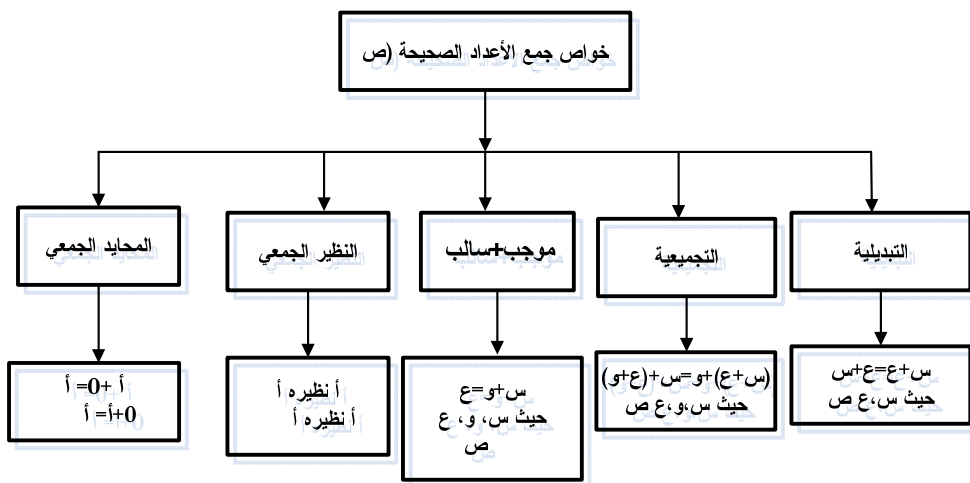 خواص جمع الأعداد الصحيحة (ص
التبديلية
التجميعية
موجب+سالب
النظير الجمعي
المحايد الجمعي
س+ع=ع+س
حيث س،ع ص
(س+ع)+و=س+(ع+و)
حيث س،و،ع ص
س+و=ع
حيث س، و، ع
ص
أ نظيره أ
أ نظيره أ
أ +0= أ
0+أ= أ